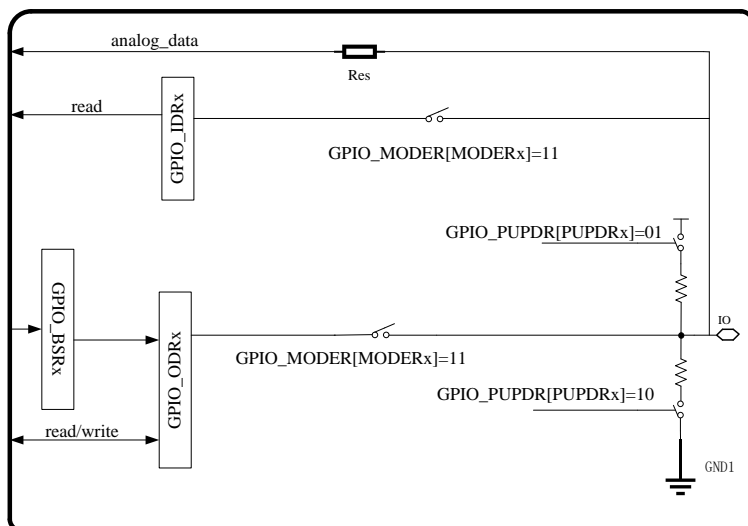 analog_data
Res
read
GPIO_IDRx
GPIO_MODER[MODERx]=11
GPIO_PUPDR[PUPDRx]=01
GPIO_BSRx
GPIO_ODRx
IO
GPIO_MODER[MODERx]=11
GPIO_PUPDR[PUPDRx]=10
read/write
GND1